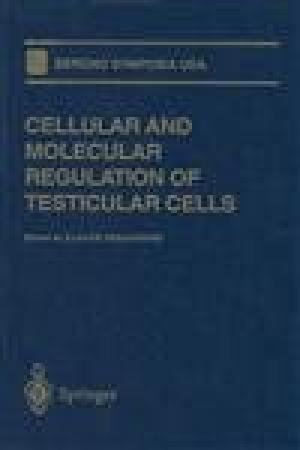 SERONO SYMPOSIA USA
CELLULAR AND
MOLECULAR
REGULATION OF
TESTICULAR CELLS
Springer